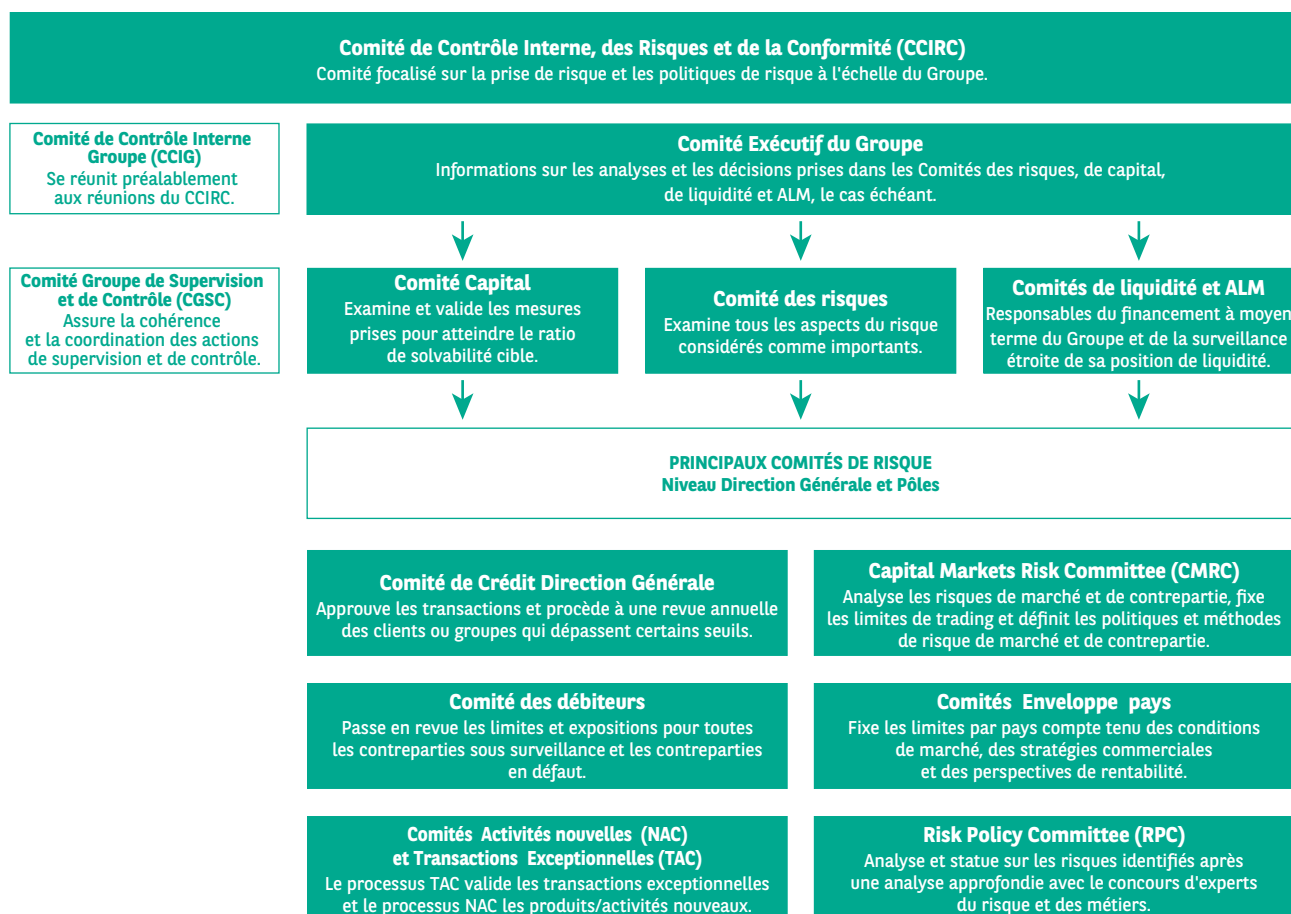 Comité de Contrôle Interne, des Risques et de la Conformité (CCIRC)
Comité focalisé sur la prise de risque et les politiques de risque à l'échelle du Groupe.
Comité de Contrôle Interne
Groupe (CCIG)
Se réunit préalablement
aux réunions du CCIRC.
Comité Exécutif du Groupe
Informations sur les analyses et les décisions prises dans les Comités des risques, de capital,
de liquidité et ALM, le cas échéant.
Comité Groupe de Supervision
et de Contrôle (CGSC)
Assure la cohérence
et la coordination des actions
de supervision et de contrôle.
Comité Capital
Examine et valide les mesures
prises pour atteindre le ratio
de solvabilité cible.
Comité des risques
Examine tous les aspects du risque
considérés comme importants.
Comités de liquidité et ALM
Responsables du financement à moyen
terme du Groupe et de la surveillance
étroite de sa position de liquidité.
PRINCIPAUX COMITÉS DE RISQUE
Niveau Direction Générale et Pôles
Comité de Crédit Direction Générale
Approuve les transactions et procède à une revue annuelle
des clients ou groupes qui dépassent certains seuils.
Capital Markets Risk Committee (CMRC)
Analyse les risques de marché et de contrepartie, fixe
les limites de trading et définit les politiques et méthodes
de risque de marché et de contrepartie.
Comité des débiteurs
Passe en revue les limites et expositions pour toutes
les contreparties sous surveillance et les contreparties
en défaut.
Comités Enveloppe pays
Fixe les limites par pays compte tenu des conditions
de marché, des stratégies commerciales
et des perspectives de rentabilité.
Comités Activités nouvelles (NAC)
et Transactions Exceptionnelles (TAC)
Le processus TAC valide les transactions exceptionnelles
et le processus NAC les produits/activités nouveaux.
Risk Policy Committee (RPC)
Analyse et statue sur les risques identifiés après
une analyse approfondie avec le concours d'experts
du risque et des métiers.